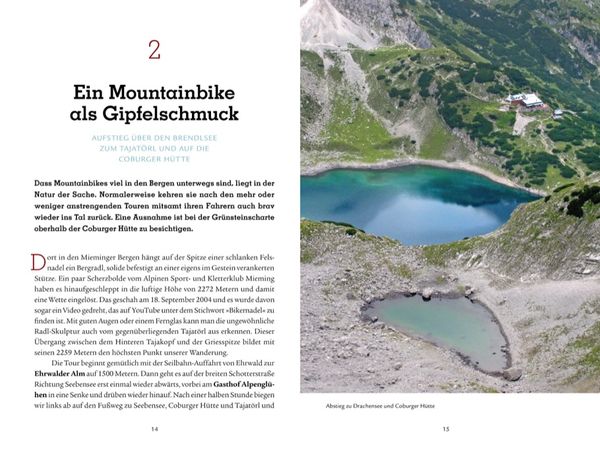 2
Ein Mountainbike
als Gipfelschmuck
AUFSTIEG ÜBER DEN BRENDLSEE
ZUM TAJATÖRL UND AUF DIE
COBURGER HÜTTE
Dass Mountainbikes viel in den Bergen unterwegs sind, liegt in der
Natur der Sache. Normalerweise kehren sie nach den mehr oder
weniger anstrengenden Touren mitsamt ihren Fahrern auch brav
wieder ins Tal zurück. Eine Ausnahme ist bei der Grünsteinscharte
oberhalb der Coburger Hütte zu besichtigen.
Dort in den Mieminger Bergen hängt auf der Spitze einer schlanken Fels-
nadel ein Bergradl, solide befestigt an einer eigens im Gestein verankerten
Stütze. Ein paar Scherzbolde vom Alpinen Sport- und Kletterklub Mieming
haben es hinaufgeschleppt in die luftige Höhe von 2272 Metern und damit
eine Wette eingelöst. Das geschah am 18. September 2004 und es wurde davon
sogar ein Video gedreht, das auf YouTube unter dem Stichwort »Bikernadel« zu
finden ist. Mit guten Augen oder einem Fernglas kann man die ungewöhnliche
Radl-Skulptur auch vom gegenüberliegenden Tajatörl aus erkennen. Dieser
Übergang zwischen dem Hinteren Tajakopf und der Griesspitze bildet mit
seinen 2259 Metern den höchsten Punkt unserer Wanderung.
Die Tour beginnt gemütlich mit der Seilbahn-Auffahrt von Ehrwald zur
Ehrwalder Alm auf 1500 Metern. Dann geht es auf der breiten Schotterstraße
Richtung Seebensee erst einmal wieder abwärts, vorbei am Gasthof Alpenglü-
hen in eine Senke und drüben wieder hinauf. Nach einer halben Stunde biegen
wir links ab auf den Fußweg zu Seebensee, Coburger Hütte und Tajatörl und
14
Abstieg zu Drachensee und Coburger Hütte
15